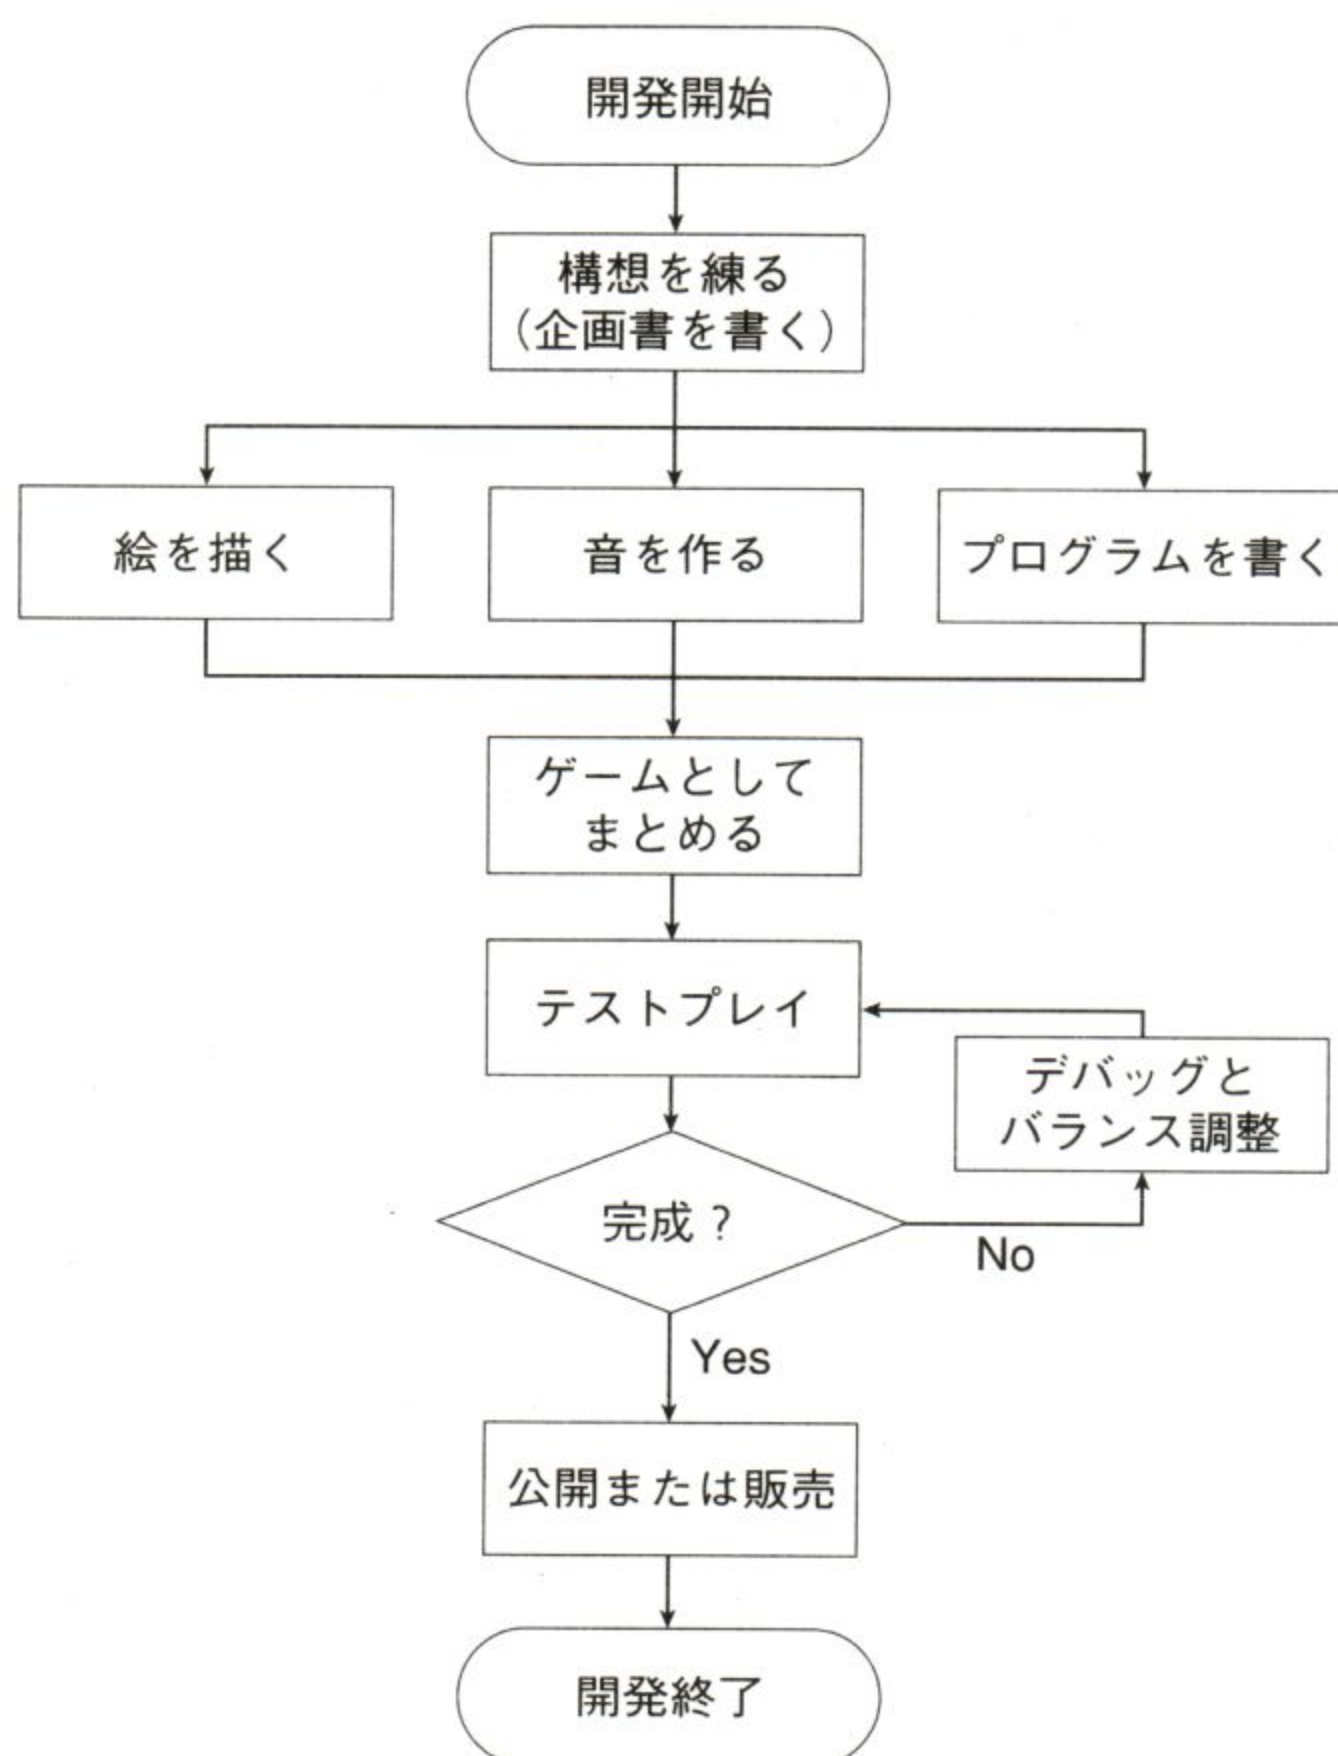 開発開始
構想を練る
（企画書を書く）
絵を描く
音を作る
プログラムを書く
ゲームとして
まとめる
テストプレイ
デバッグと
バランス調整
完成？
No
Yes
公開または販売
開発終了